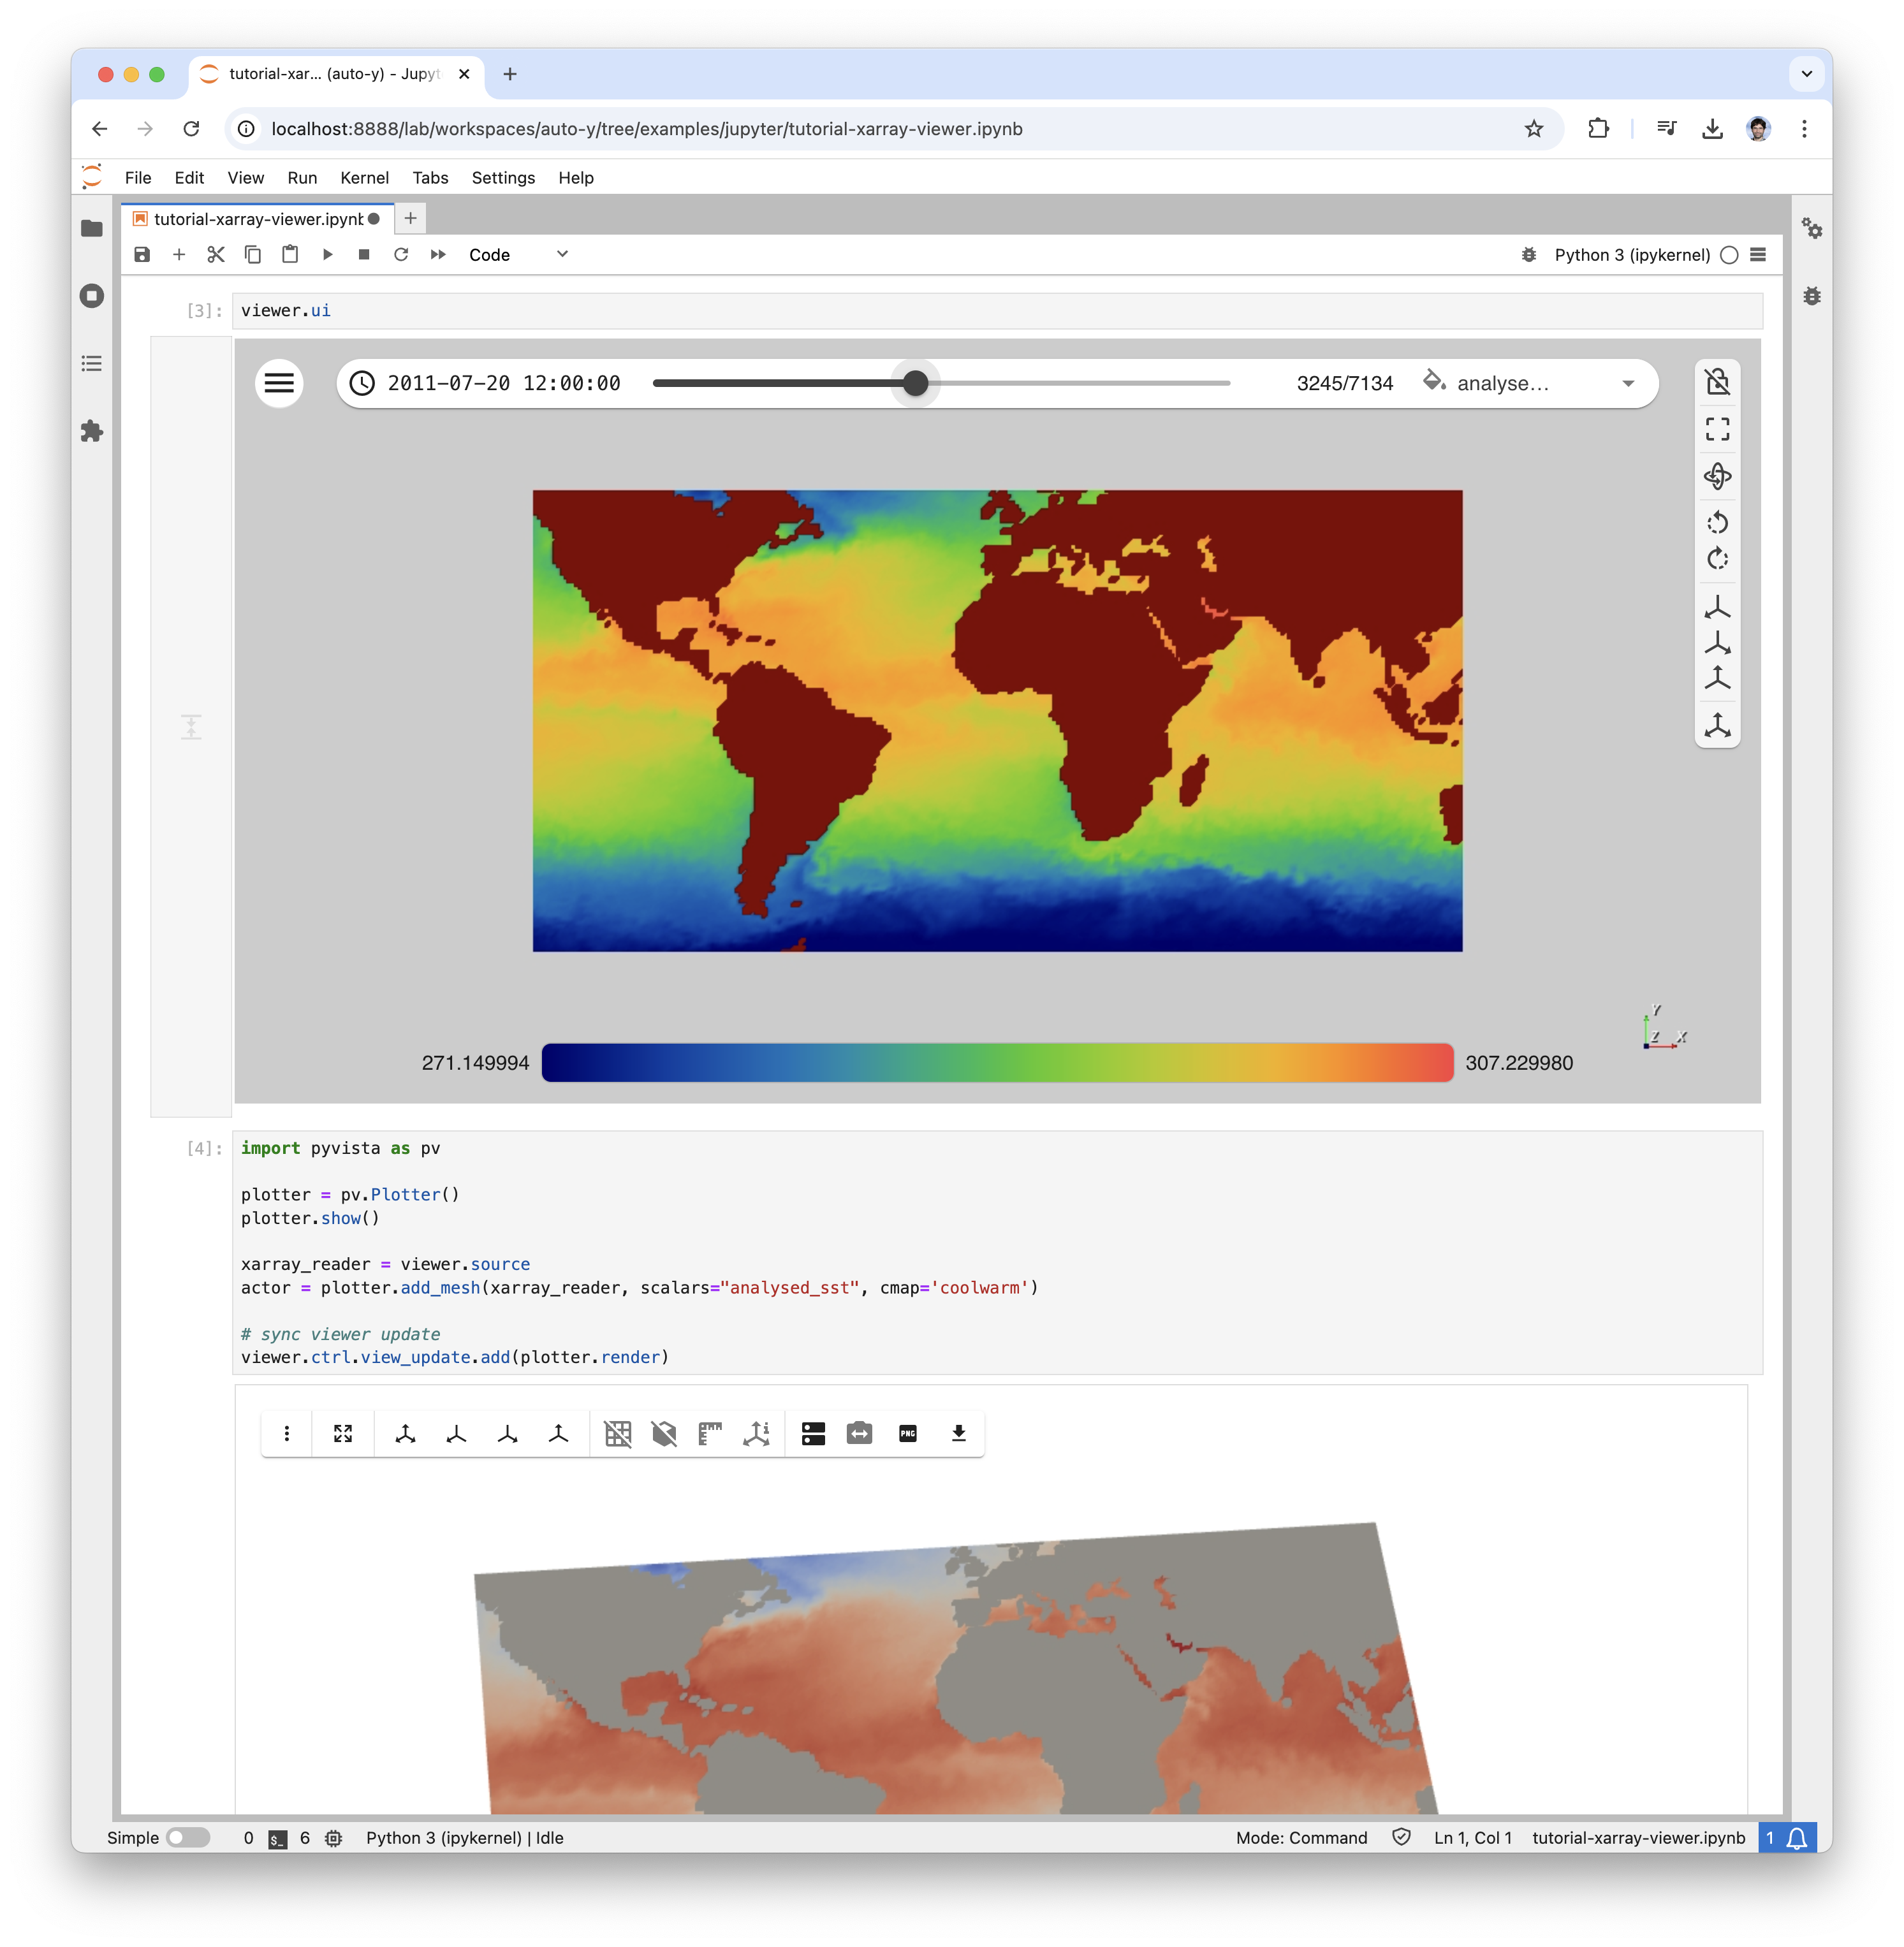 tutorial-xar... (auto-y) - Jupyt
localhost:8888/lab/workspaces/auto-y/tree/examples/jupyter/tutorial-xarray-viewer.ipynb
File Edit View Run Kernel Tabs Settings Help
tutorial-xarray-viewer.ipynb
Code
Python 3 (ipykernel)
[3]:
viewer.ui
2011-07-20 12:00:00
3245/7134
analyse...
Y
Z X
271.149994
307.229980
[4]:
import pyvista as pv
plotter = pv.Plotter()
plotter.show()
xarray_reader = viewer.source
actor = plotter.add_mesh(xarray_reader, scalars="analysed_sst", cmap='coolwarm')
# sync viewer update
viewer.ctrl.view_update.add(plotter.render)
PNG
Simple 0 $_ 6 Python 3 (ipykernel) | Idle
Mode: Command Ln 1, Col 1 tutorial-xarray-viewer.ipynb 1